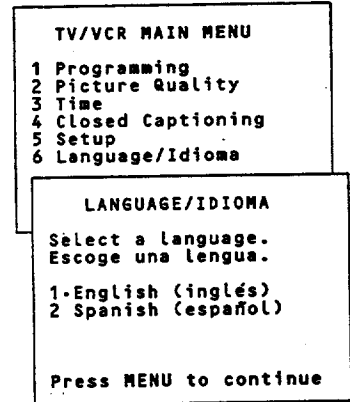 TV/VCR MAIN MENU
1 Programming
2 Picture Quality
3 Time
4 Closed Captioning
5 Setup
6 Language/Idioma
LANGUAGE/IDIOMA
Select a language.
Escoge una lengua.
1·English (inglés)
2 Spanish (español)
Press MENU to continue